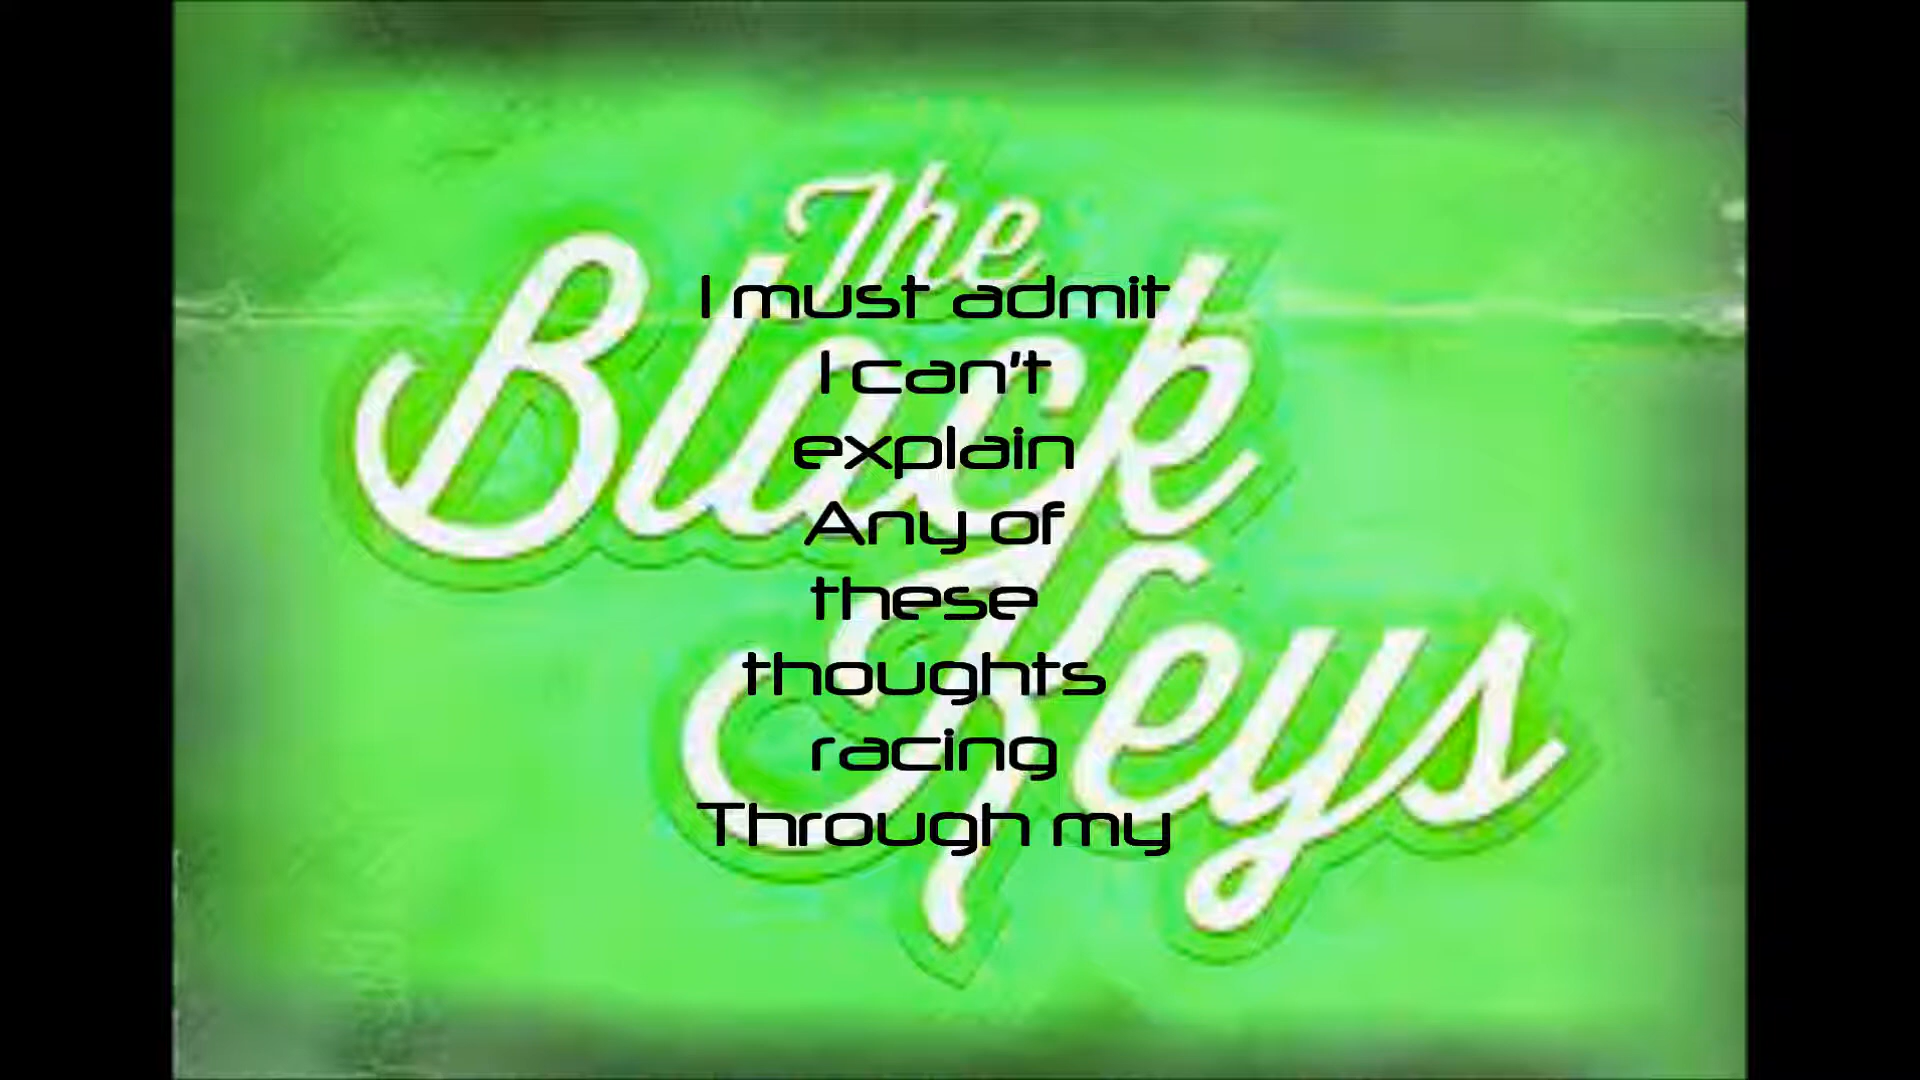 The
Black
Keys
I must admit
I can't
explain
Any of
these
thoughts
racing
Through my